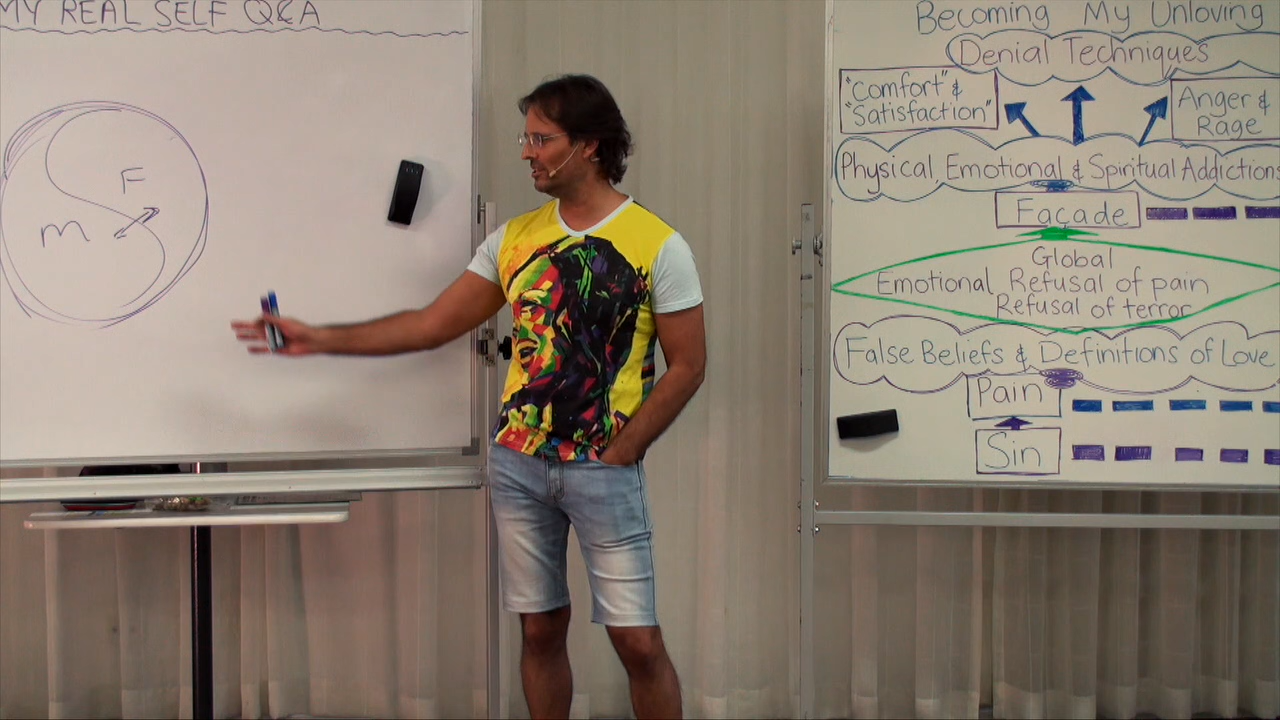 MY REAL SELF Q&A
F
M
Becoming My Unloving
Denial Techniques
"Comfort" &
"Satisfaction"
Anger &
Rage
Physical, Emotional & Spiritual Addictions
Façade
Global
Emotional Refusal of pain
Refusal of terror
False Beliefs & Definitions of Love
Pain
Sin